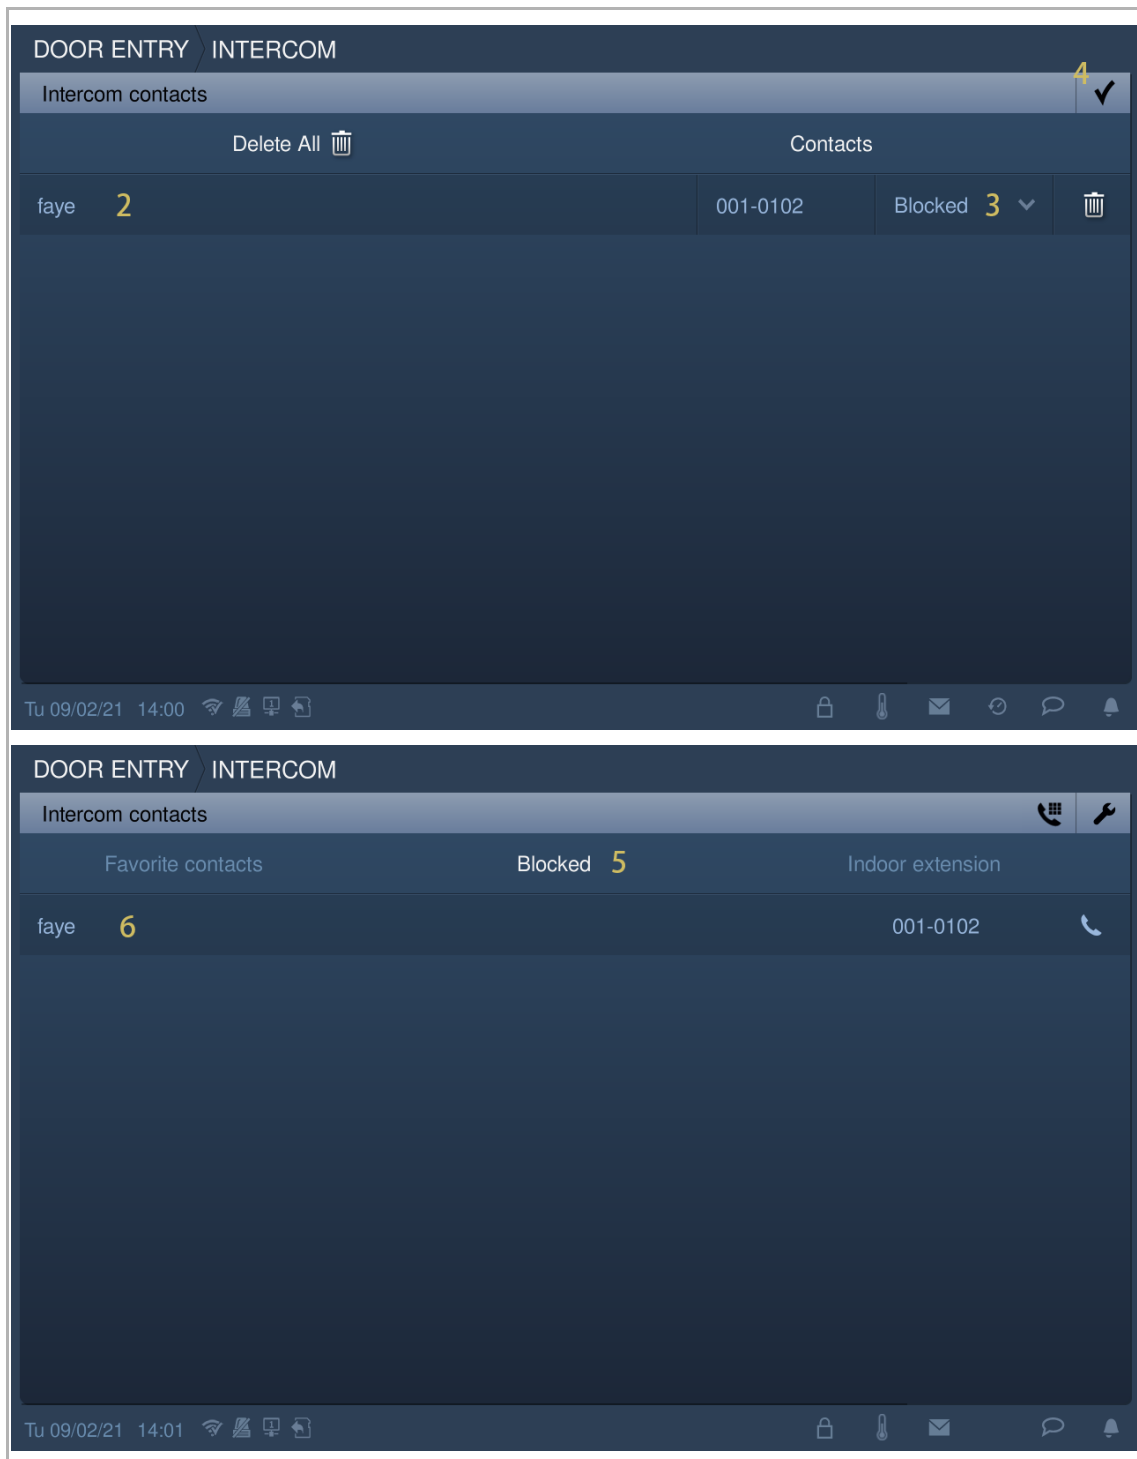 DOOR ENTRY INTERCOM
4
Intercom contacts
Delete All Contacts
faye 2 001-0102 Blocked 3
Tu 09/02/21 14:00 1
DOOR ENTRY INTERCOM
Intercom contacts
Favorite contacts Blocked 5 Indoor extension
faye 6 001-0102
Tu 09/02/21 14:01 1